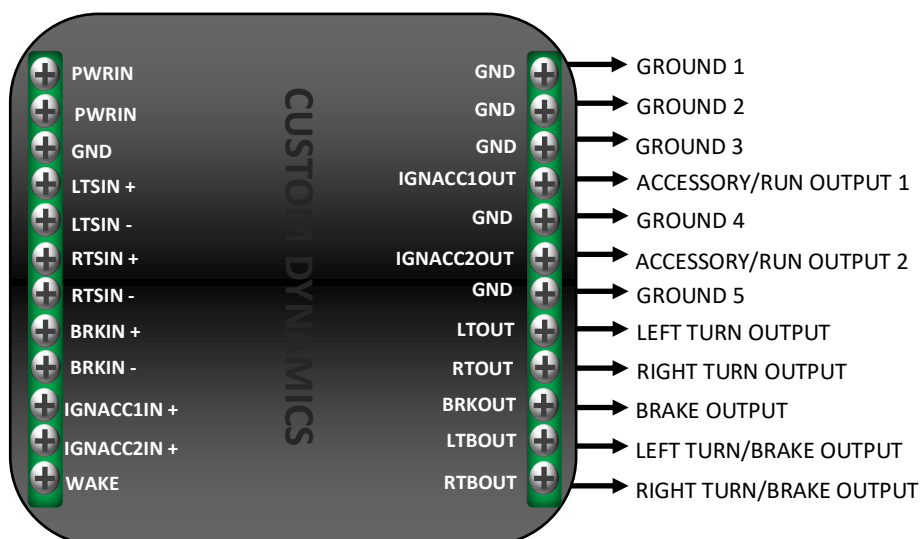 PWRIN
PWRIN
GND
LTSIN +
LTSIN -
RTSIN +
RTSIN -
BRKIN +
BRKIN -
IGNACC1IN +
IGNACC2IN +
WAKE
CUSTOM DYNAMICS
GND
GND
GND
IGNACC1OUT
GND
IGNACC2OUT
GND
LTOUT
RTOUT
BRKOUT
LTBOUT
RTBOUT
GROUND 1
GROUND 2
GROUND 3
ACCESSORY/RUN OUTPUT 1
GROUND 4
ACCESSORY/RUN OUTPUT 2
GROUND 5
LEFT TURN OUTPUT
RIGHT TURN OUTPUT
BRAKE OUTPUT
LEFT TURN/BRAKE OUTPUT
RIGHT TURN/BRAKE OUTPUT